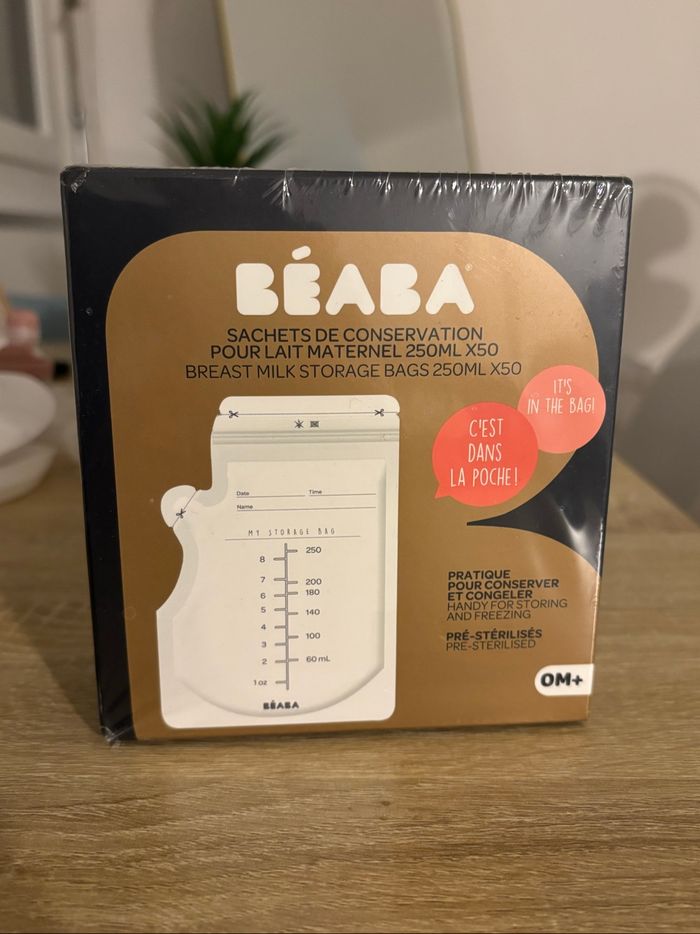 BÉABA®
SACHETS DE CONSERVATION
POUR LAIT MATERNEL 250ML X50
BREAST MILK STORAGE BAGS 250ML X50
IT'S
IN THE BAG!
C'EST
DANS
LA POCHE!
Date Time
Name
MY STORAGE BAG
250
8
7
200
6
180
5
140
4
3
100
2
60 mL
1 oz
BÉABA
PRATIQUE
POUR CONSERVER
ET CONGELER
HANDY FOR STORING
AND FREEZING
PRÉ-STÉRILISÉS
PRE-STERILISED
0M+